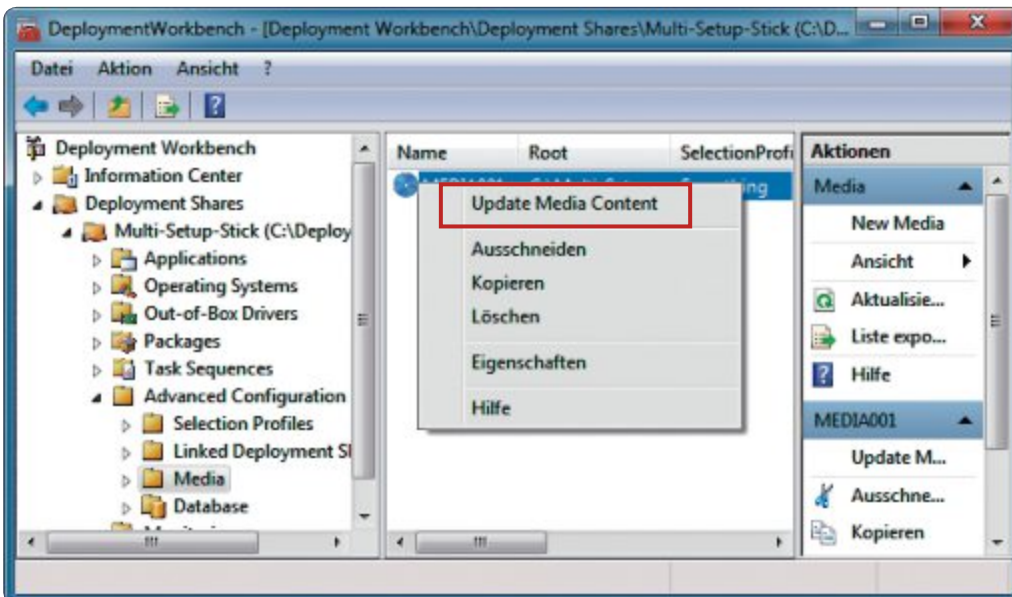 DeploymentWorkbench - [Deployment Workbench\Deployment Shares\Multi-Setup-Stick (C:\D...
Datei Aktion Ansicht ?
Deployment Workbench
Information Center
Deployment Shares
Multi-Setup-Stick (C:\Deploy
Applications
Operating Systems
Out-of-Box Drivers
Packages
Task Sequences
Advanced Configuration
Selection Profiles
Linked Deployment S
Media
Database
Name Root SelectionProfi
Update Media Content
Ausschneiden
Kopieren
Löschen
Eigenschaften
Hilfe
Aktionen
Media
New Media
Ansicht
Aktualisie...
Liste expo...
Hilfe
MEDIA001
Update M...
Ausschne...
Kopieren